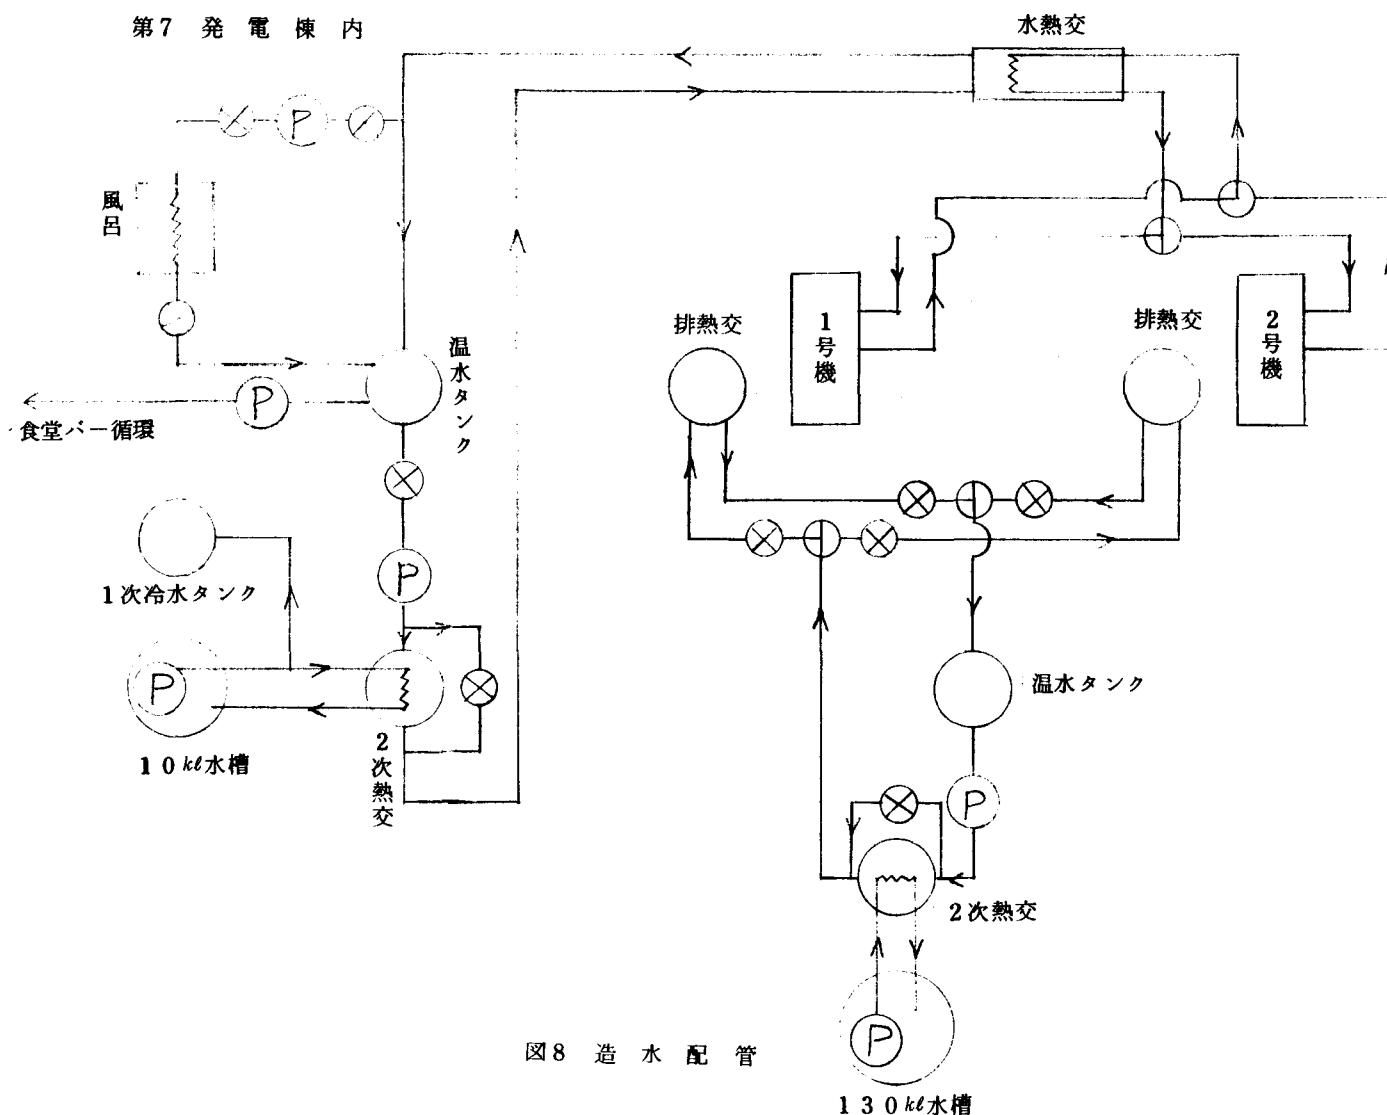 第7 発電棟内
水熱交
P
風呂
温水タンク
P
食堂バー循環
排熱交
1号機
排熱交
2号機
1次冷水タンク
P
P
10kl水槽
2次熱交
温水タンク
P
2次熱交
P
130kl水槽
図8 造水配管